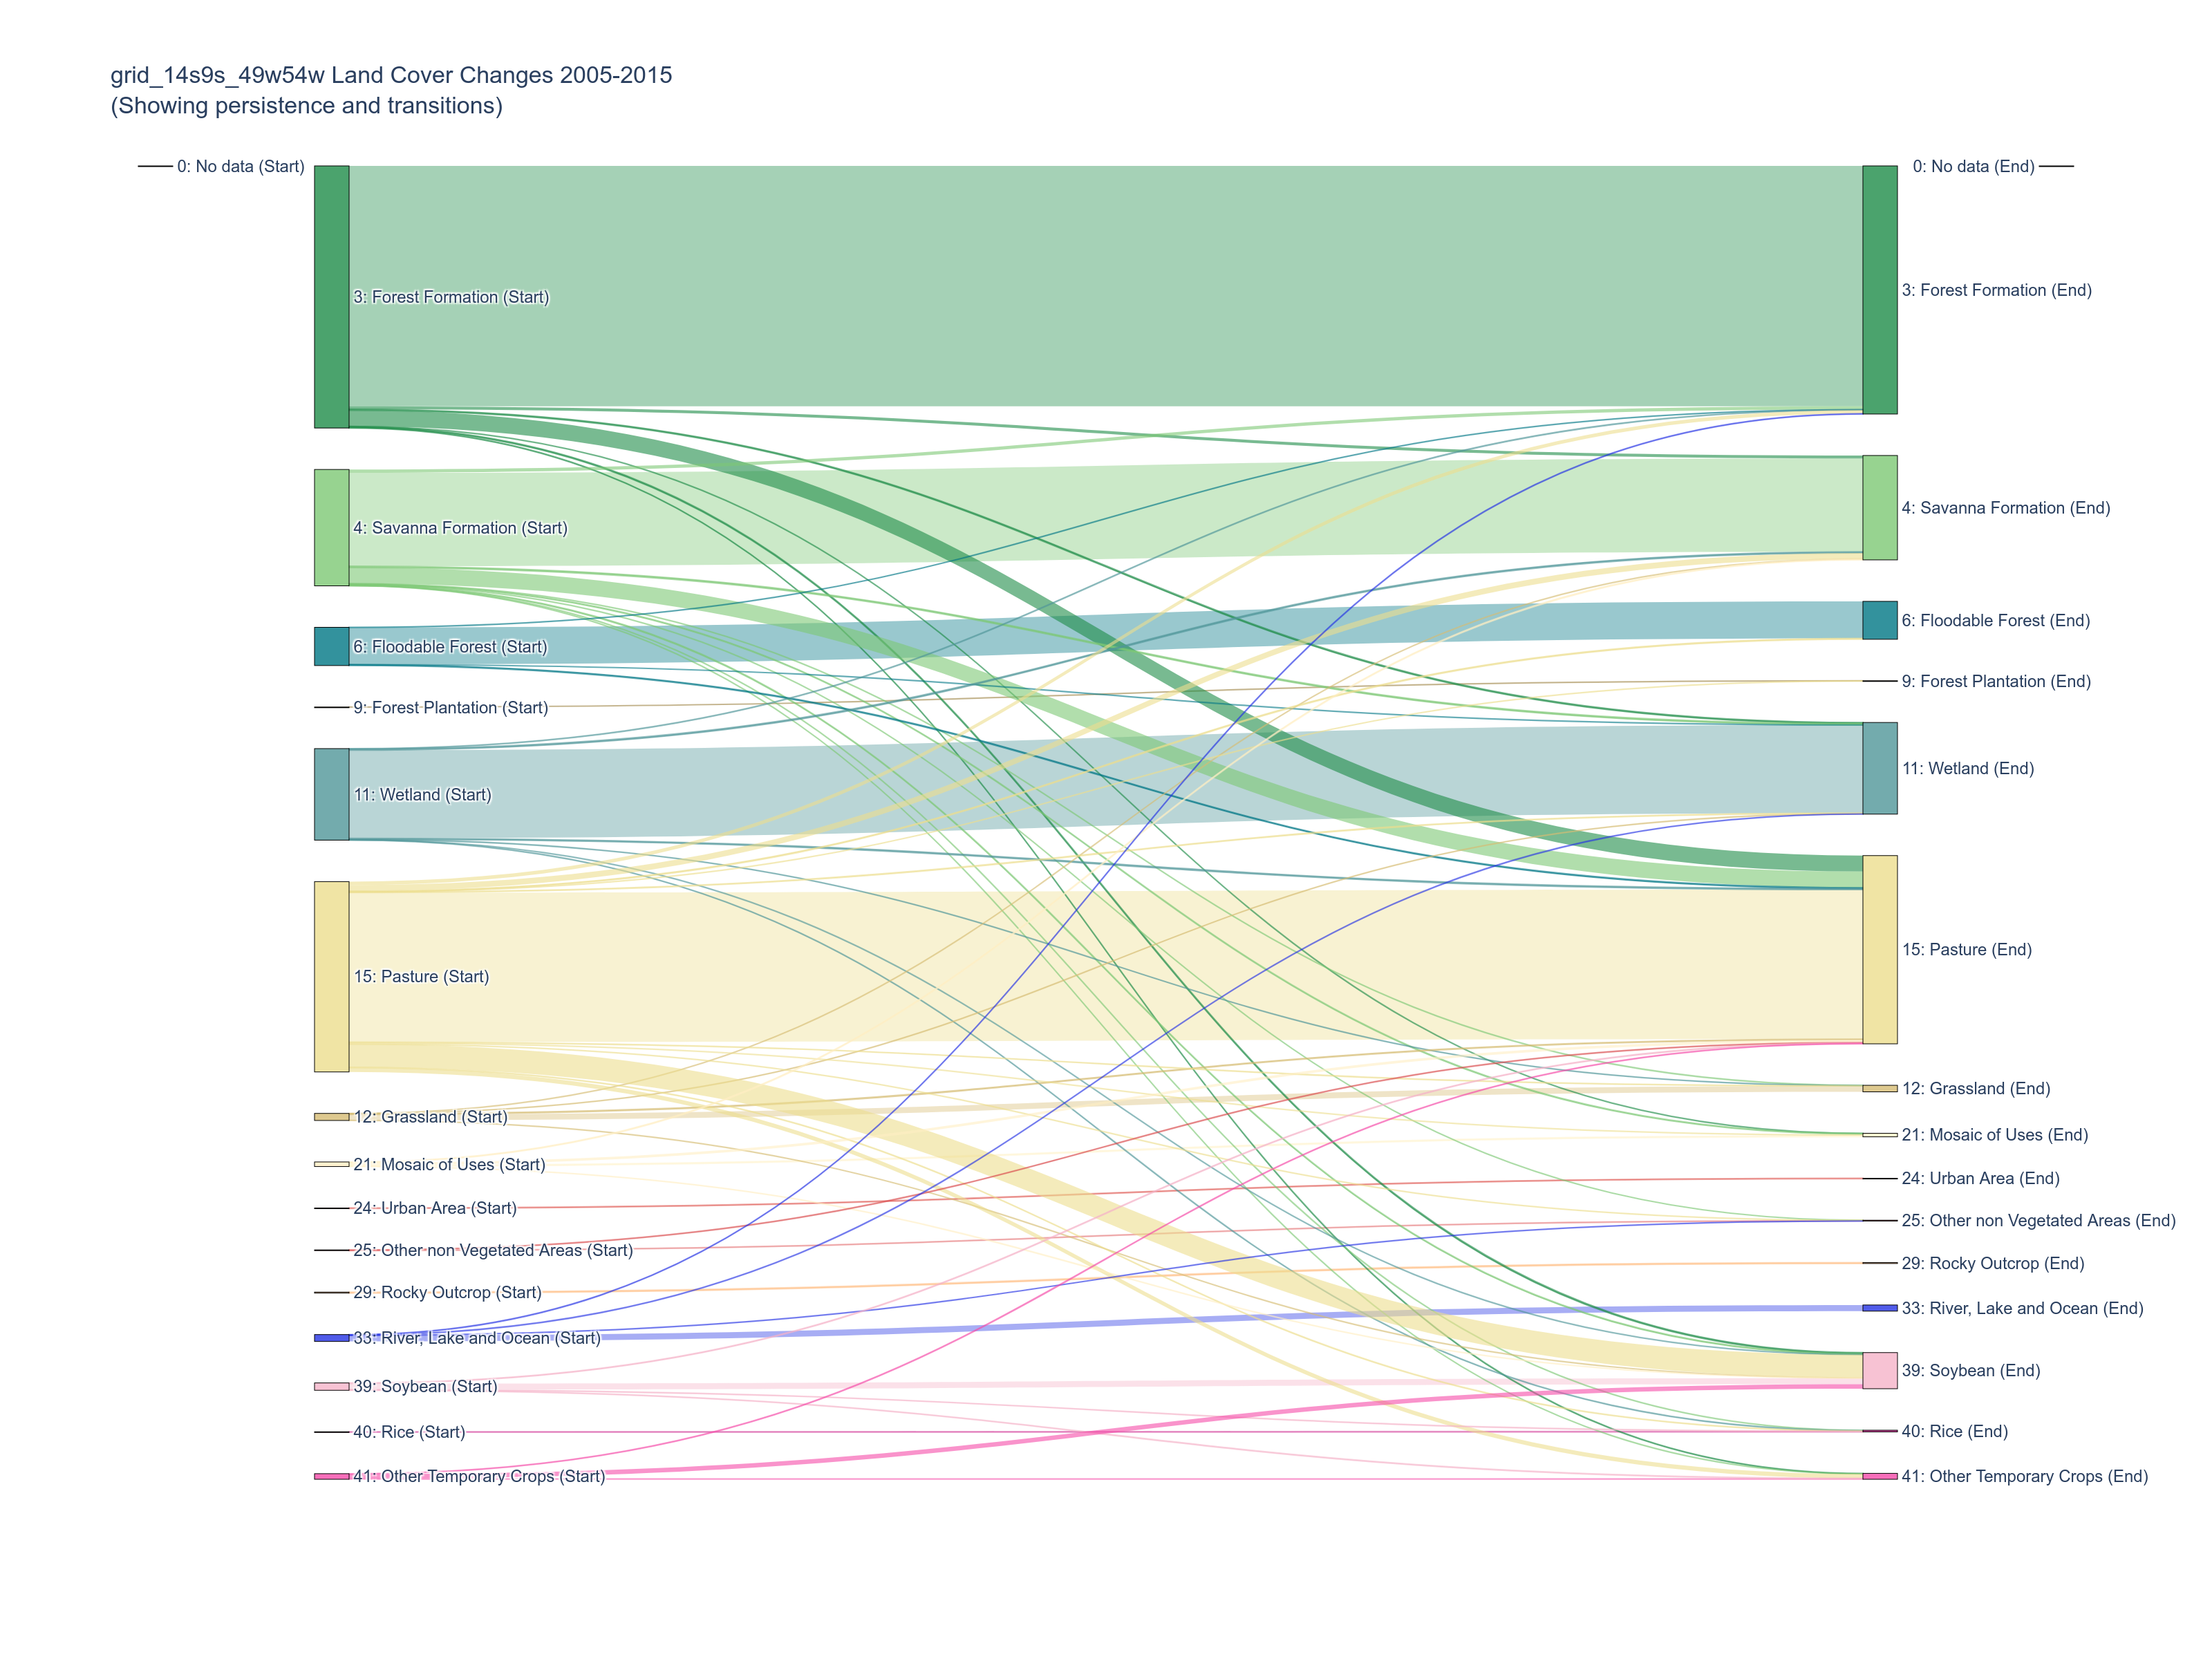 grid_14s9s_49w54w Land Cover Changes 2005-2015
(Showing persistence and transitions)
0: No data (Start)
3: Forest Formation (Start)
4: Savanna Formation (Start)
6: Floodable Forest (Start)
9: Forest Plantation (Start)
11: Wetland (Start)
15: Pasture (Start)
12: Grassland (Start)
21: Mosaic of Uses (Start)
24: Urban Area (Start)
25: Other non Vegetated Areas (Start)
29: Rocky Outcrop (Start)
33: River, Lake and Ocean (Start)
39: Soybean (Start)
40: Rice (Start)
41: Other Temporary Crops (Start)
0: No data (End)
3: Forest Formation (End)
4: Savanna Formation (End)
6: Floodable Forest (End)
9: Forest Plantation (End)
11: Wetland (End)
15: Pasture (End)
12: Grassland (End)
21: Mosaic of Uses (End)
24: Urban Area (End)
25: Other non Vegetated Areas (End)
29: Rocky Outcrop (End)
33: River, Lake and Ocean (End)
39: Soybean (End)
40: Rice (End)
41: Other Temporary Crops (End)